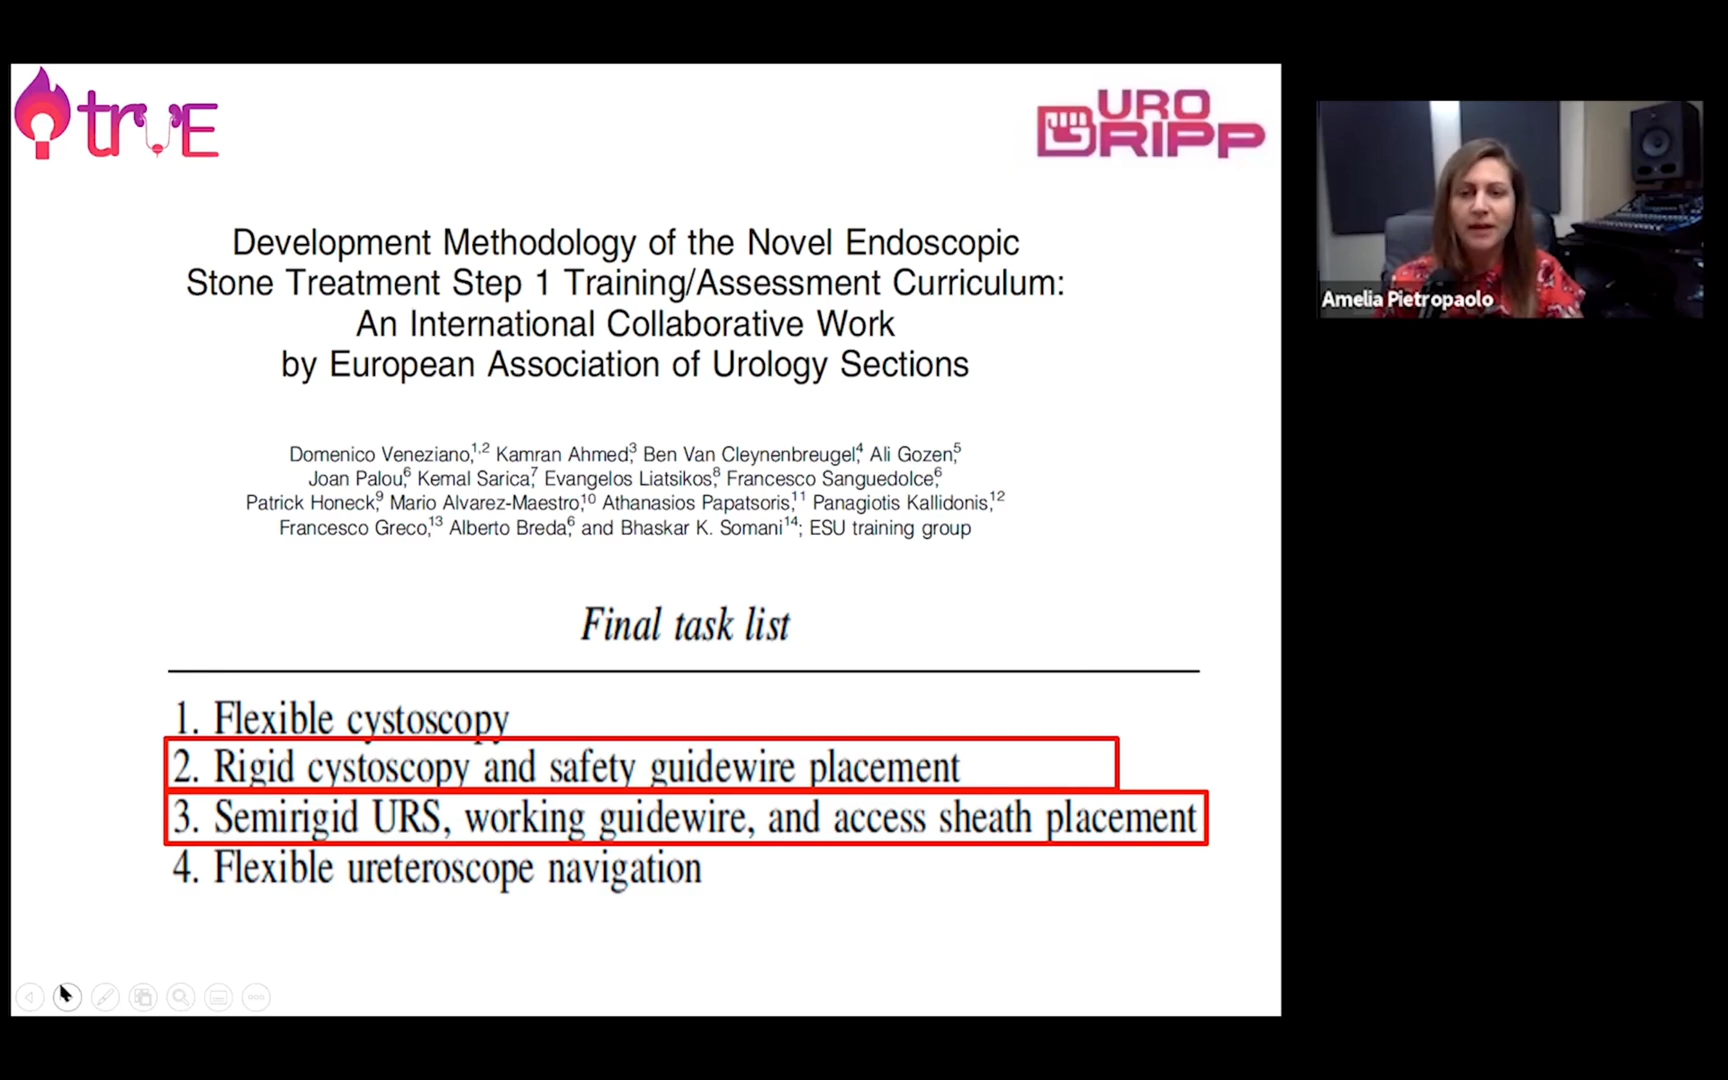 trUE
URO
GRIPP
Development Methodology of the Novel Endoscopic
Stone Treatment Step 1 Training/Assessment Curriculum:
An International Collaborative Work
by European Association of Urology Sections
Domenico Veneziano,1,2 Kamran Ahmed,3 Ben Van Cleynenbreugel,4 Ali Gozen,5
Joan Palou,6 Kemal Sarica,7 Evangelos Liatsikos,8 Francesco Sanguedolce,6
Patrick Honeck,9 Mario Alvarez-Maestro,10 Athanasios Papatsoris,11 Panagiotis Kallidonis,12
Francesco Greco,13 Alberto Breda,6 and Bhaskar K. Somani14; ESU training group
Final task list
1. Flexible cystoscopy
2. Rigid cystoscopy and safety guidewire placement
3. Semirigid URS, working guidewire, and access sheath placement
4. Flexible ureteroscope navigation
Amelia Pietropaolo